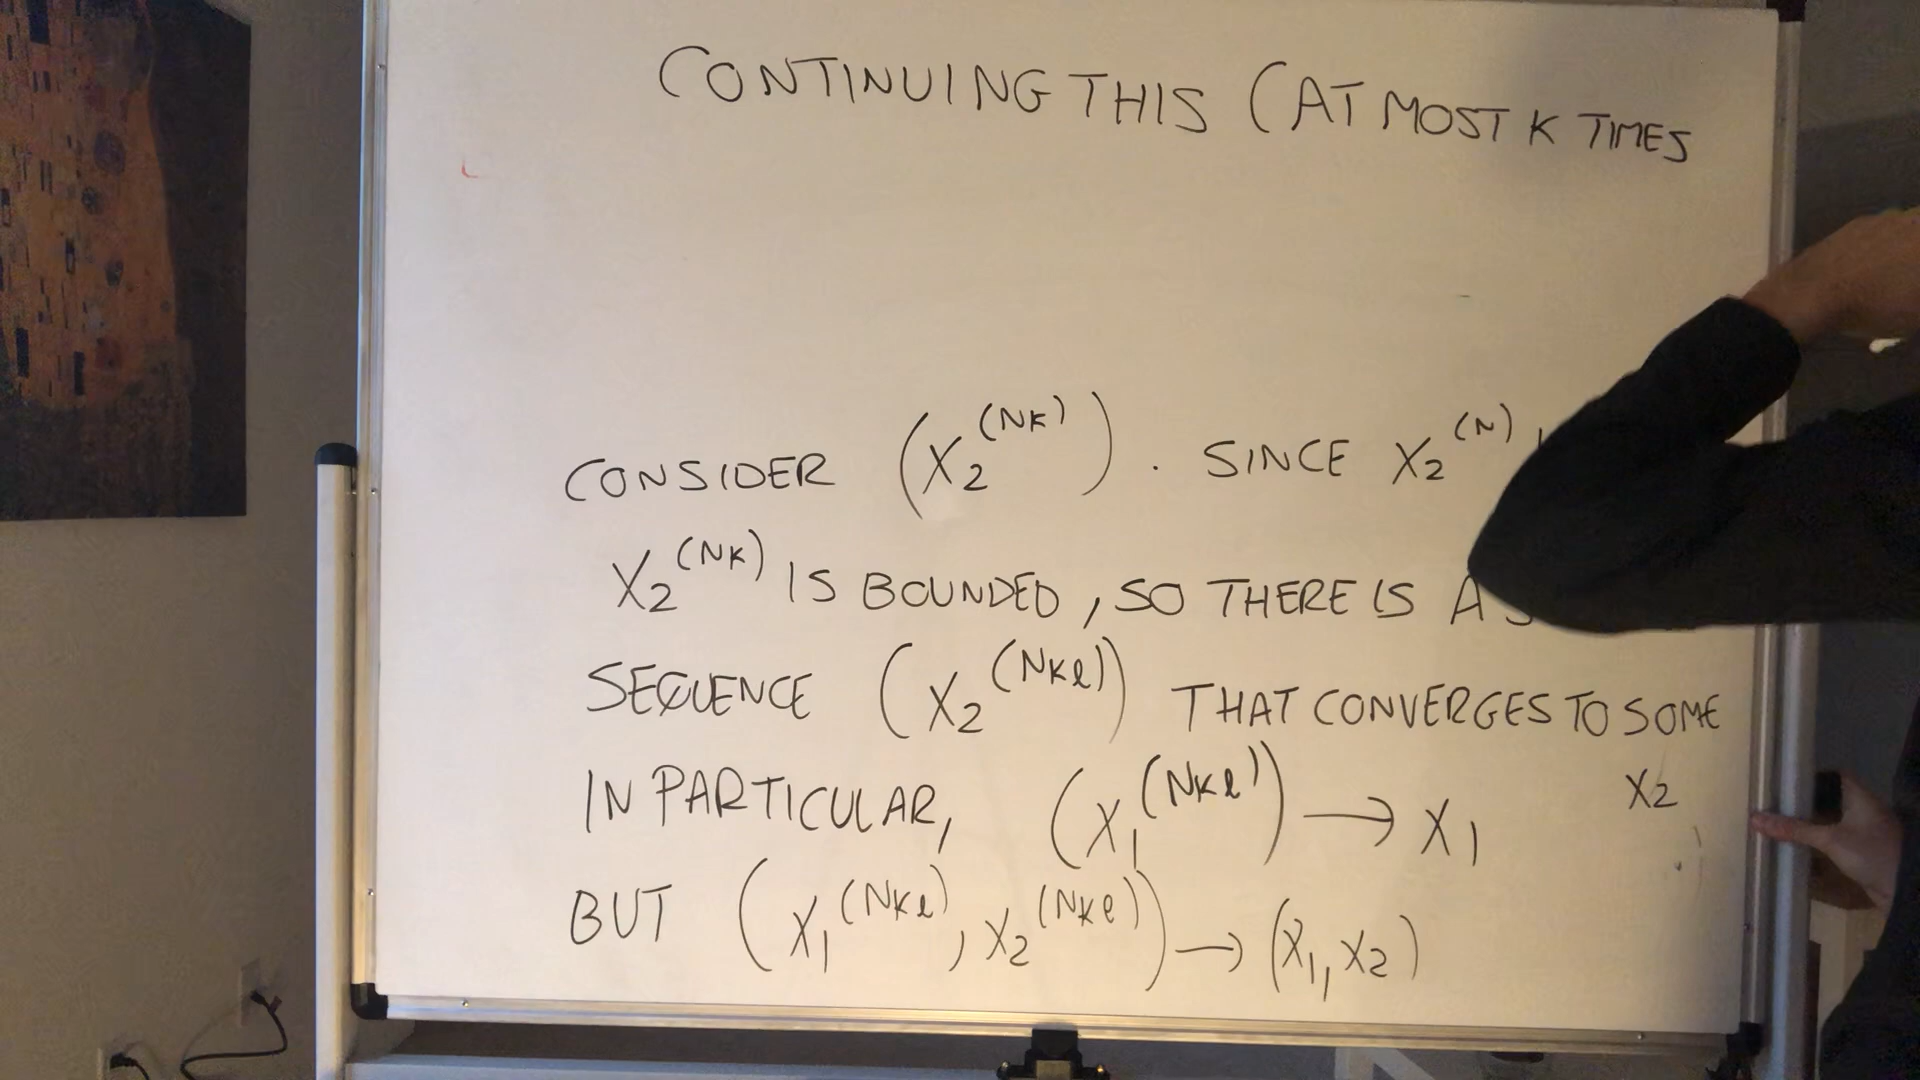 CONTINUING THIS (AT MOST K TIMES
CONSIDER (X₂^(NK)). SINCE X₂^(N)
X₂^(NK) IS BOUNDED, SO THERE IS A
SEQUENCE (X₂^(NKℓ)) THAT CONVERGES TO SOME
X₂
IN PARTICULAR, (X₁^(NKℓ)) → X₁
BUT (X₁^(NKℓ), X₂^(NKℓ)) → (X₁, X₂)